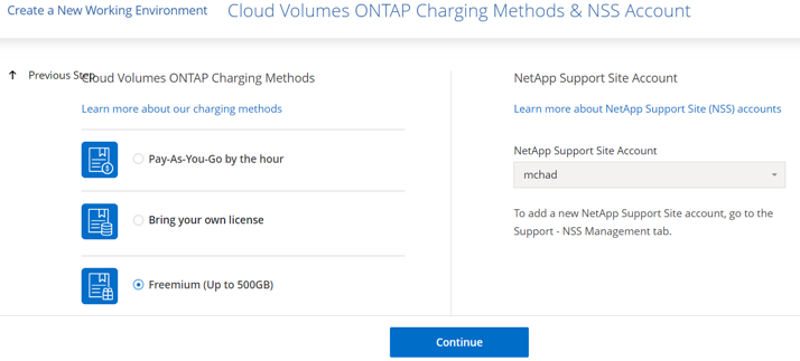 Create a New Working Environment
Cloud Volumes ONTAP Charging Methods & NSS Account
Previous Step
Cloud Volumes ONTAP Charging Methods
Learn more about our charging methods
Pay-As-You-Go by the hour
Bring your own license
Freemium (Up to 500GB)
NetApp Support Site Account
Learn more about NetApp Support Site (NSS) accounts
NetApp Support Site Account
mchad
To add a new NetApp Support Site account, go to the
Support - NSS Management tab.
Continue